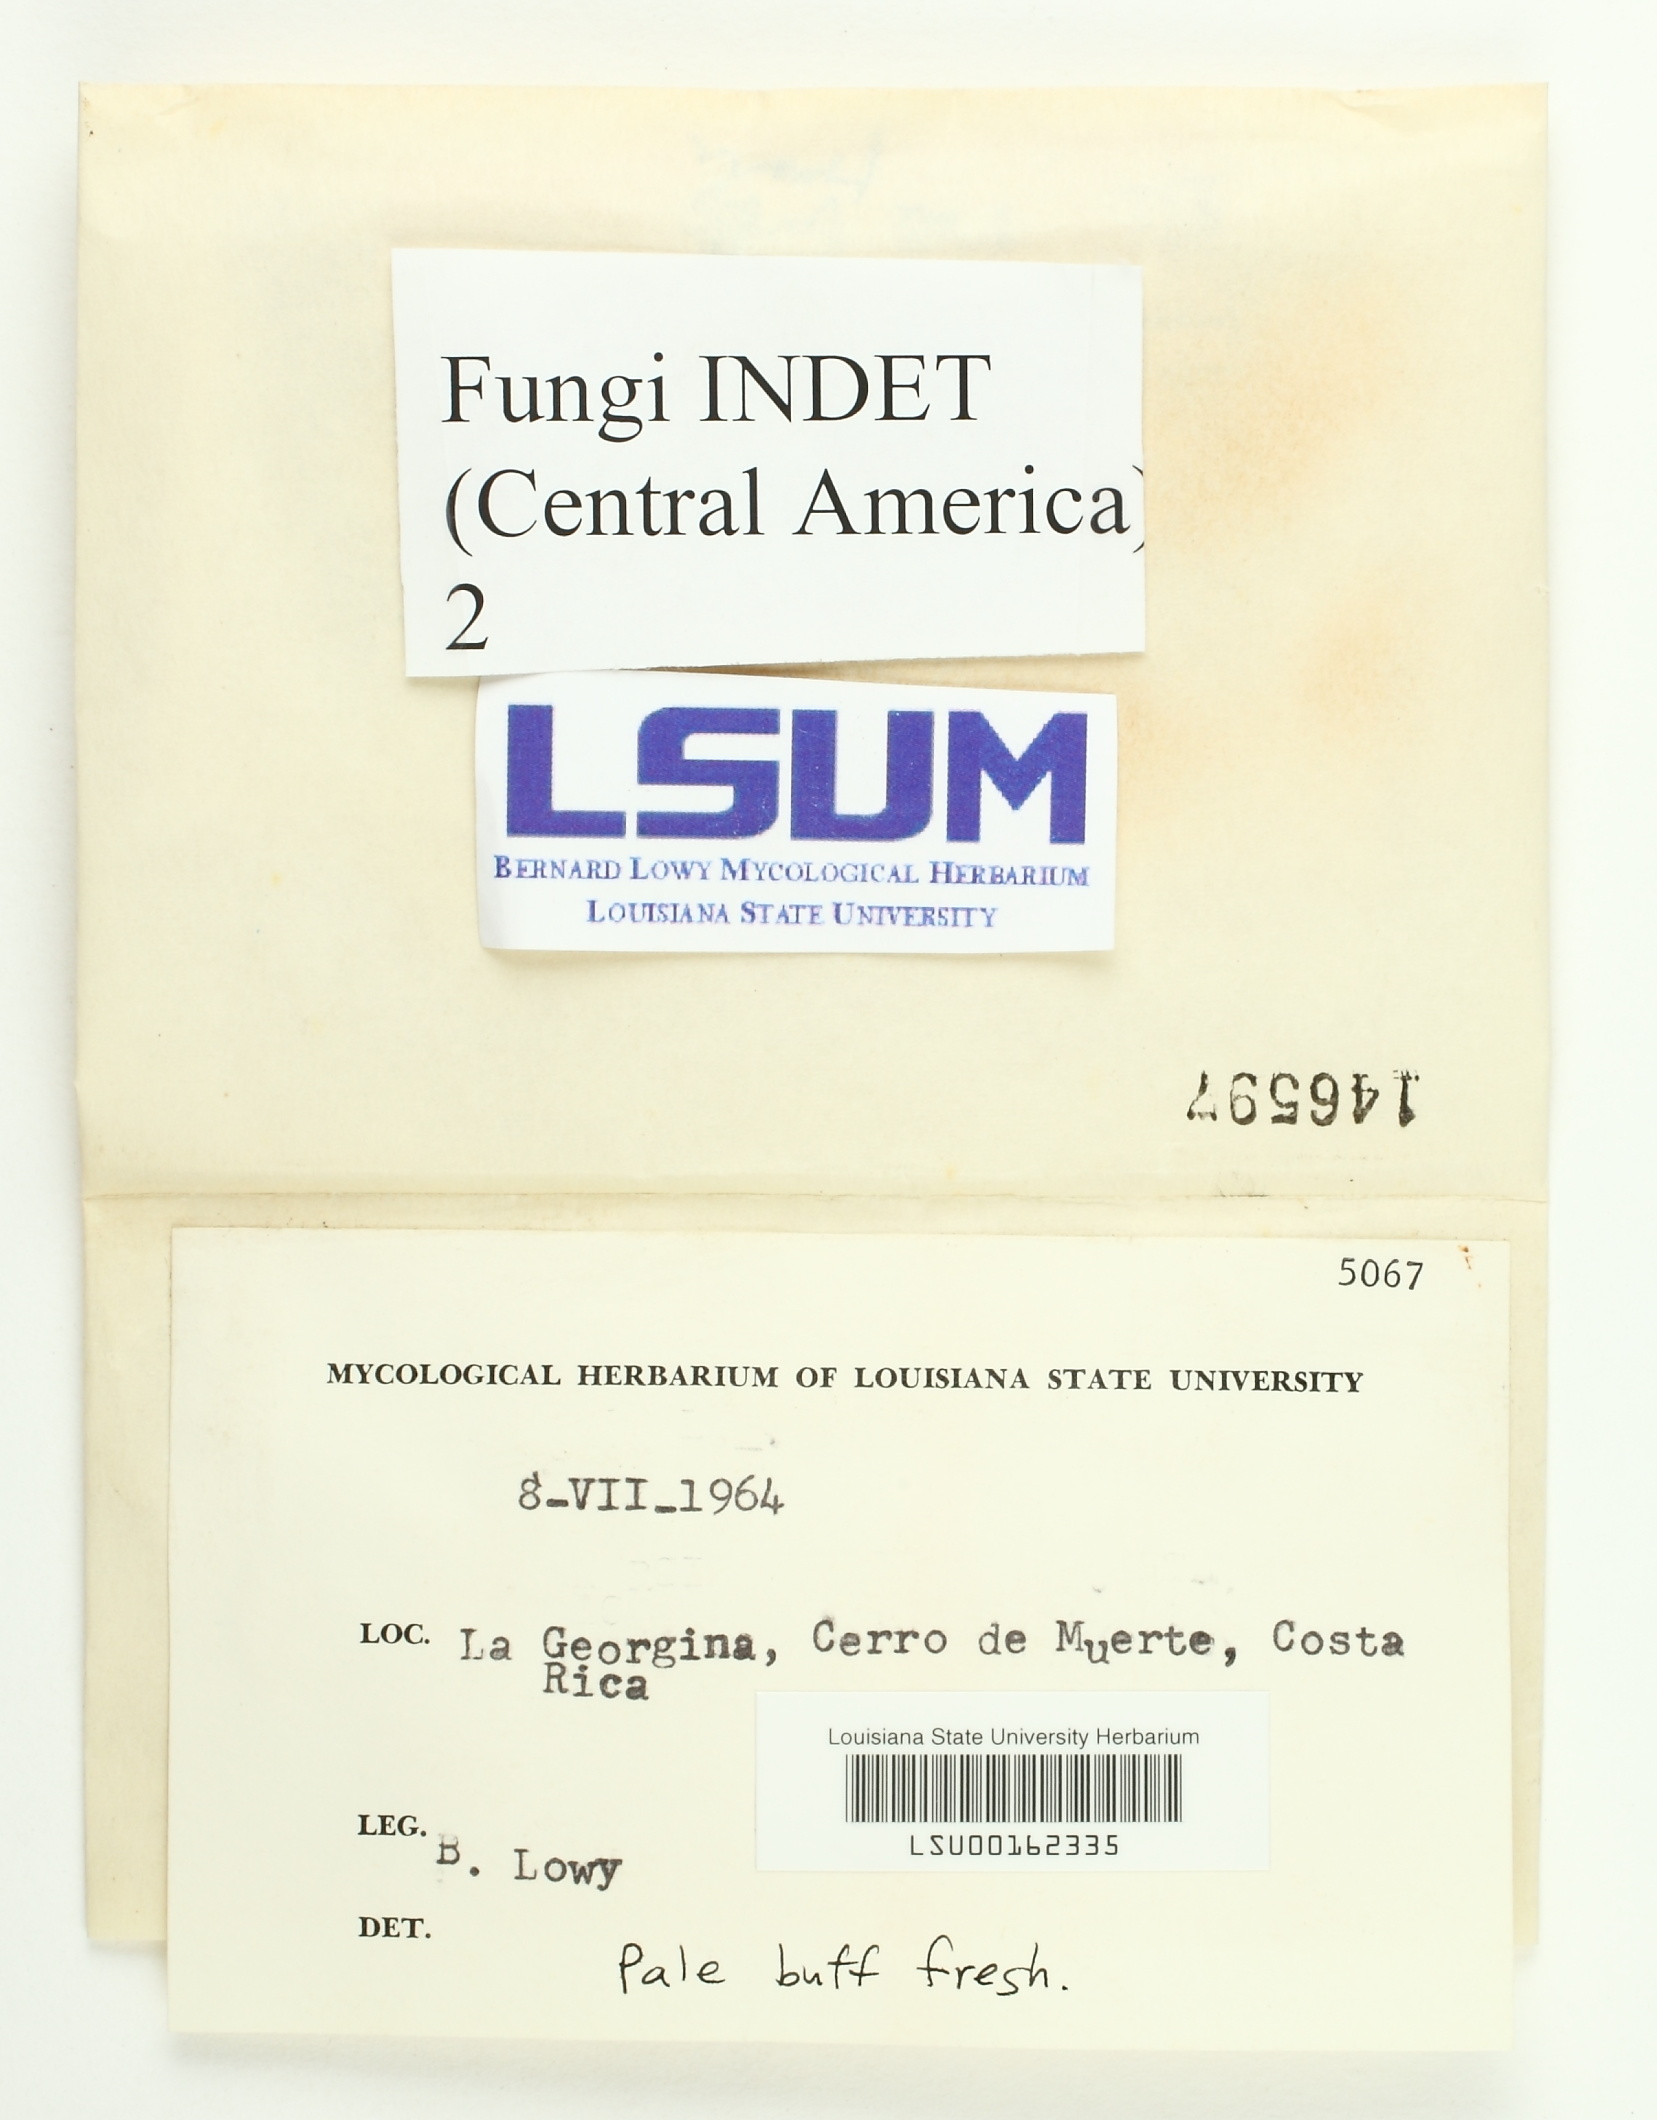 Fungi INDET
(Central America)
2
LSUM
BERNARD LOWY MYCOLOGICAL HERBARIUM
LOUISIANA STATE UNIVERSITY
146597
5067
MYCOLOGICAL HERBARIUM OF LOUISIANA STATE UNIVERSITY
8-VII-1964
LOC. La Georgina, Cerro de Muerte, Costa
Rica
Louisiana State University Herbarium
LSU00162335
LEG. B. Lowy
DET.
Pale buff fresh.